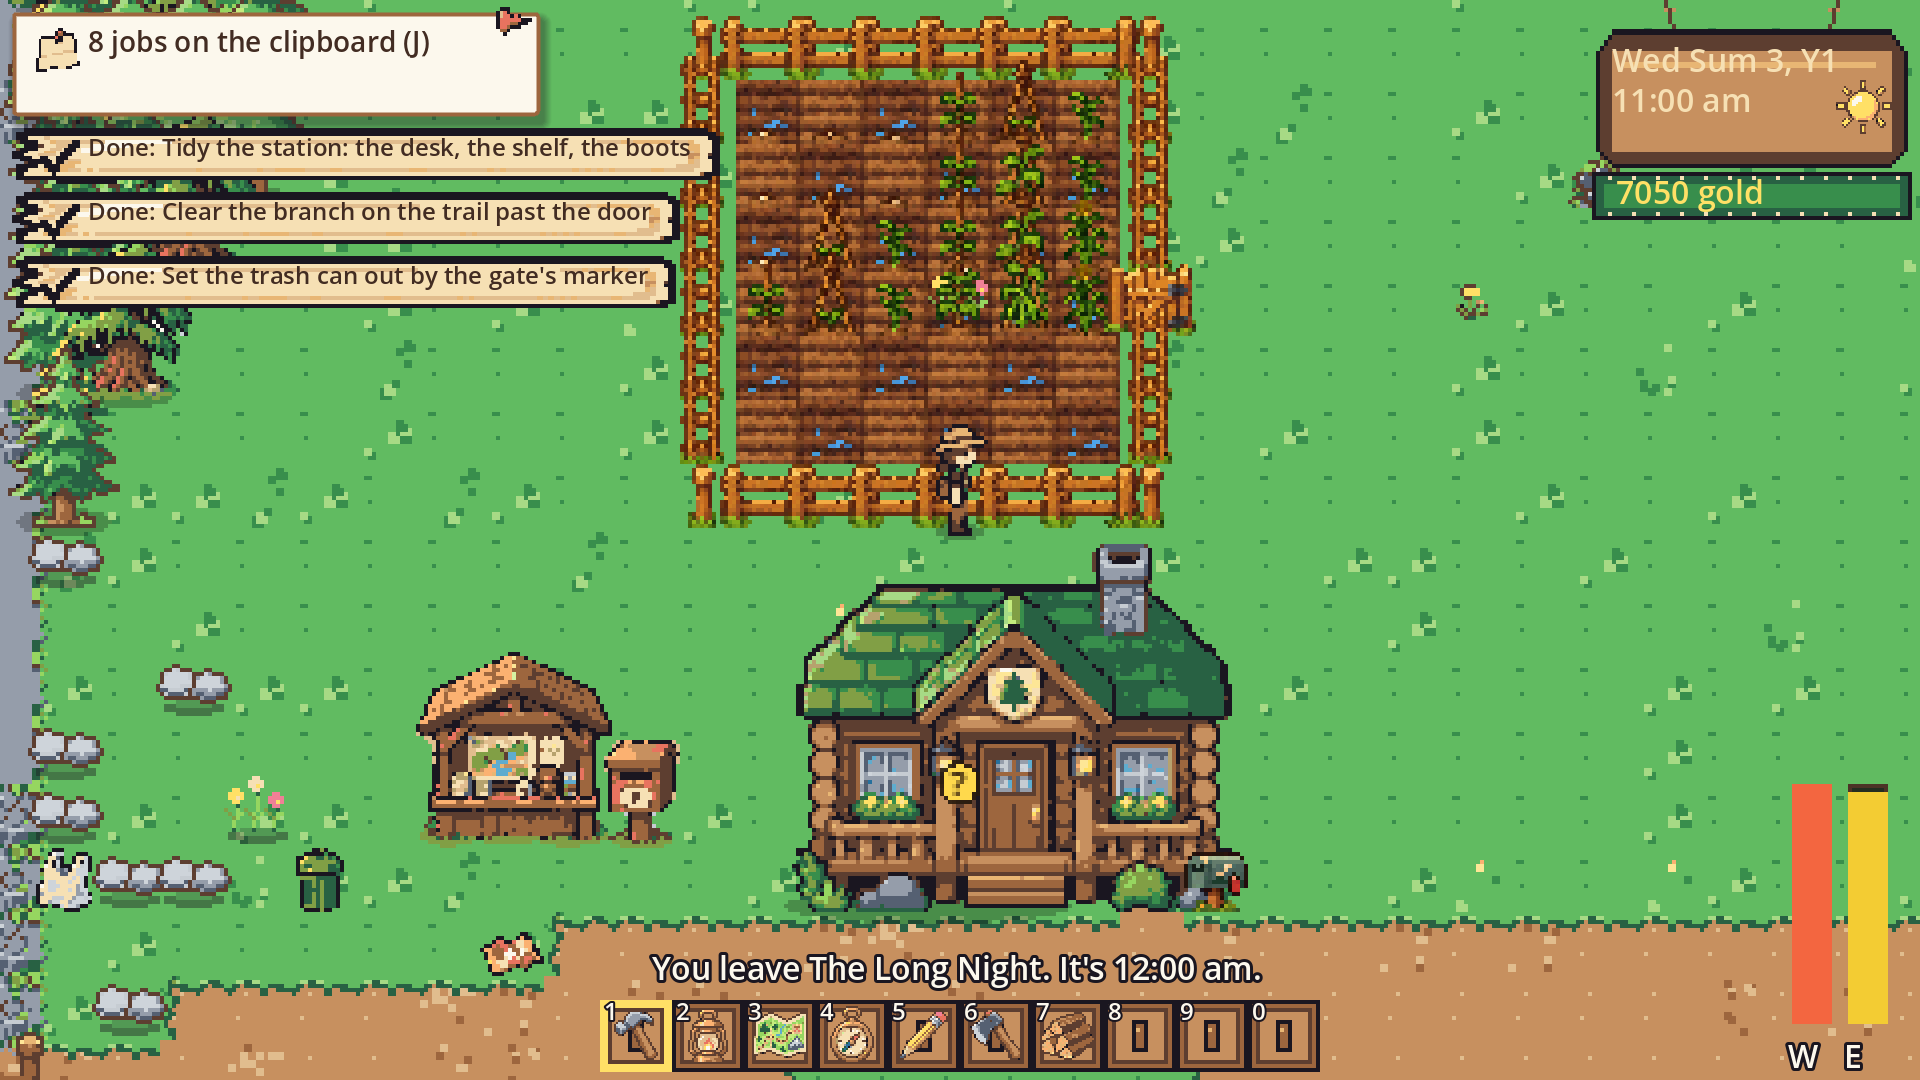 8 jobs on the clipboard (J)
Done: Tidy the station: the desk, the shelf, the boots
Done: Clear the branch on the trail past the door
Done: Set the trash can out by the gate's marker
Wed Sum 3, Y1
11:00 am
7050 gold
?
You leave The Long Night. It's 12:00 am.
1 2 3 4 5 6 7 8 9 0
W E